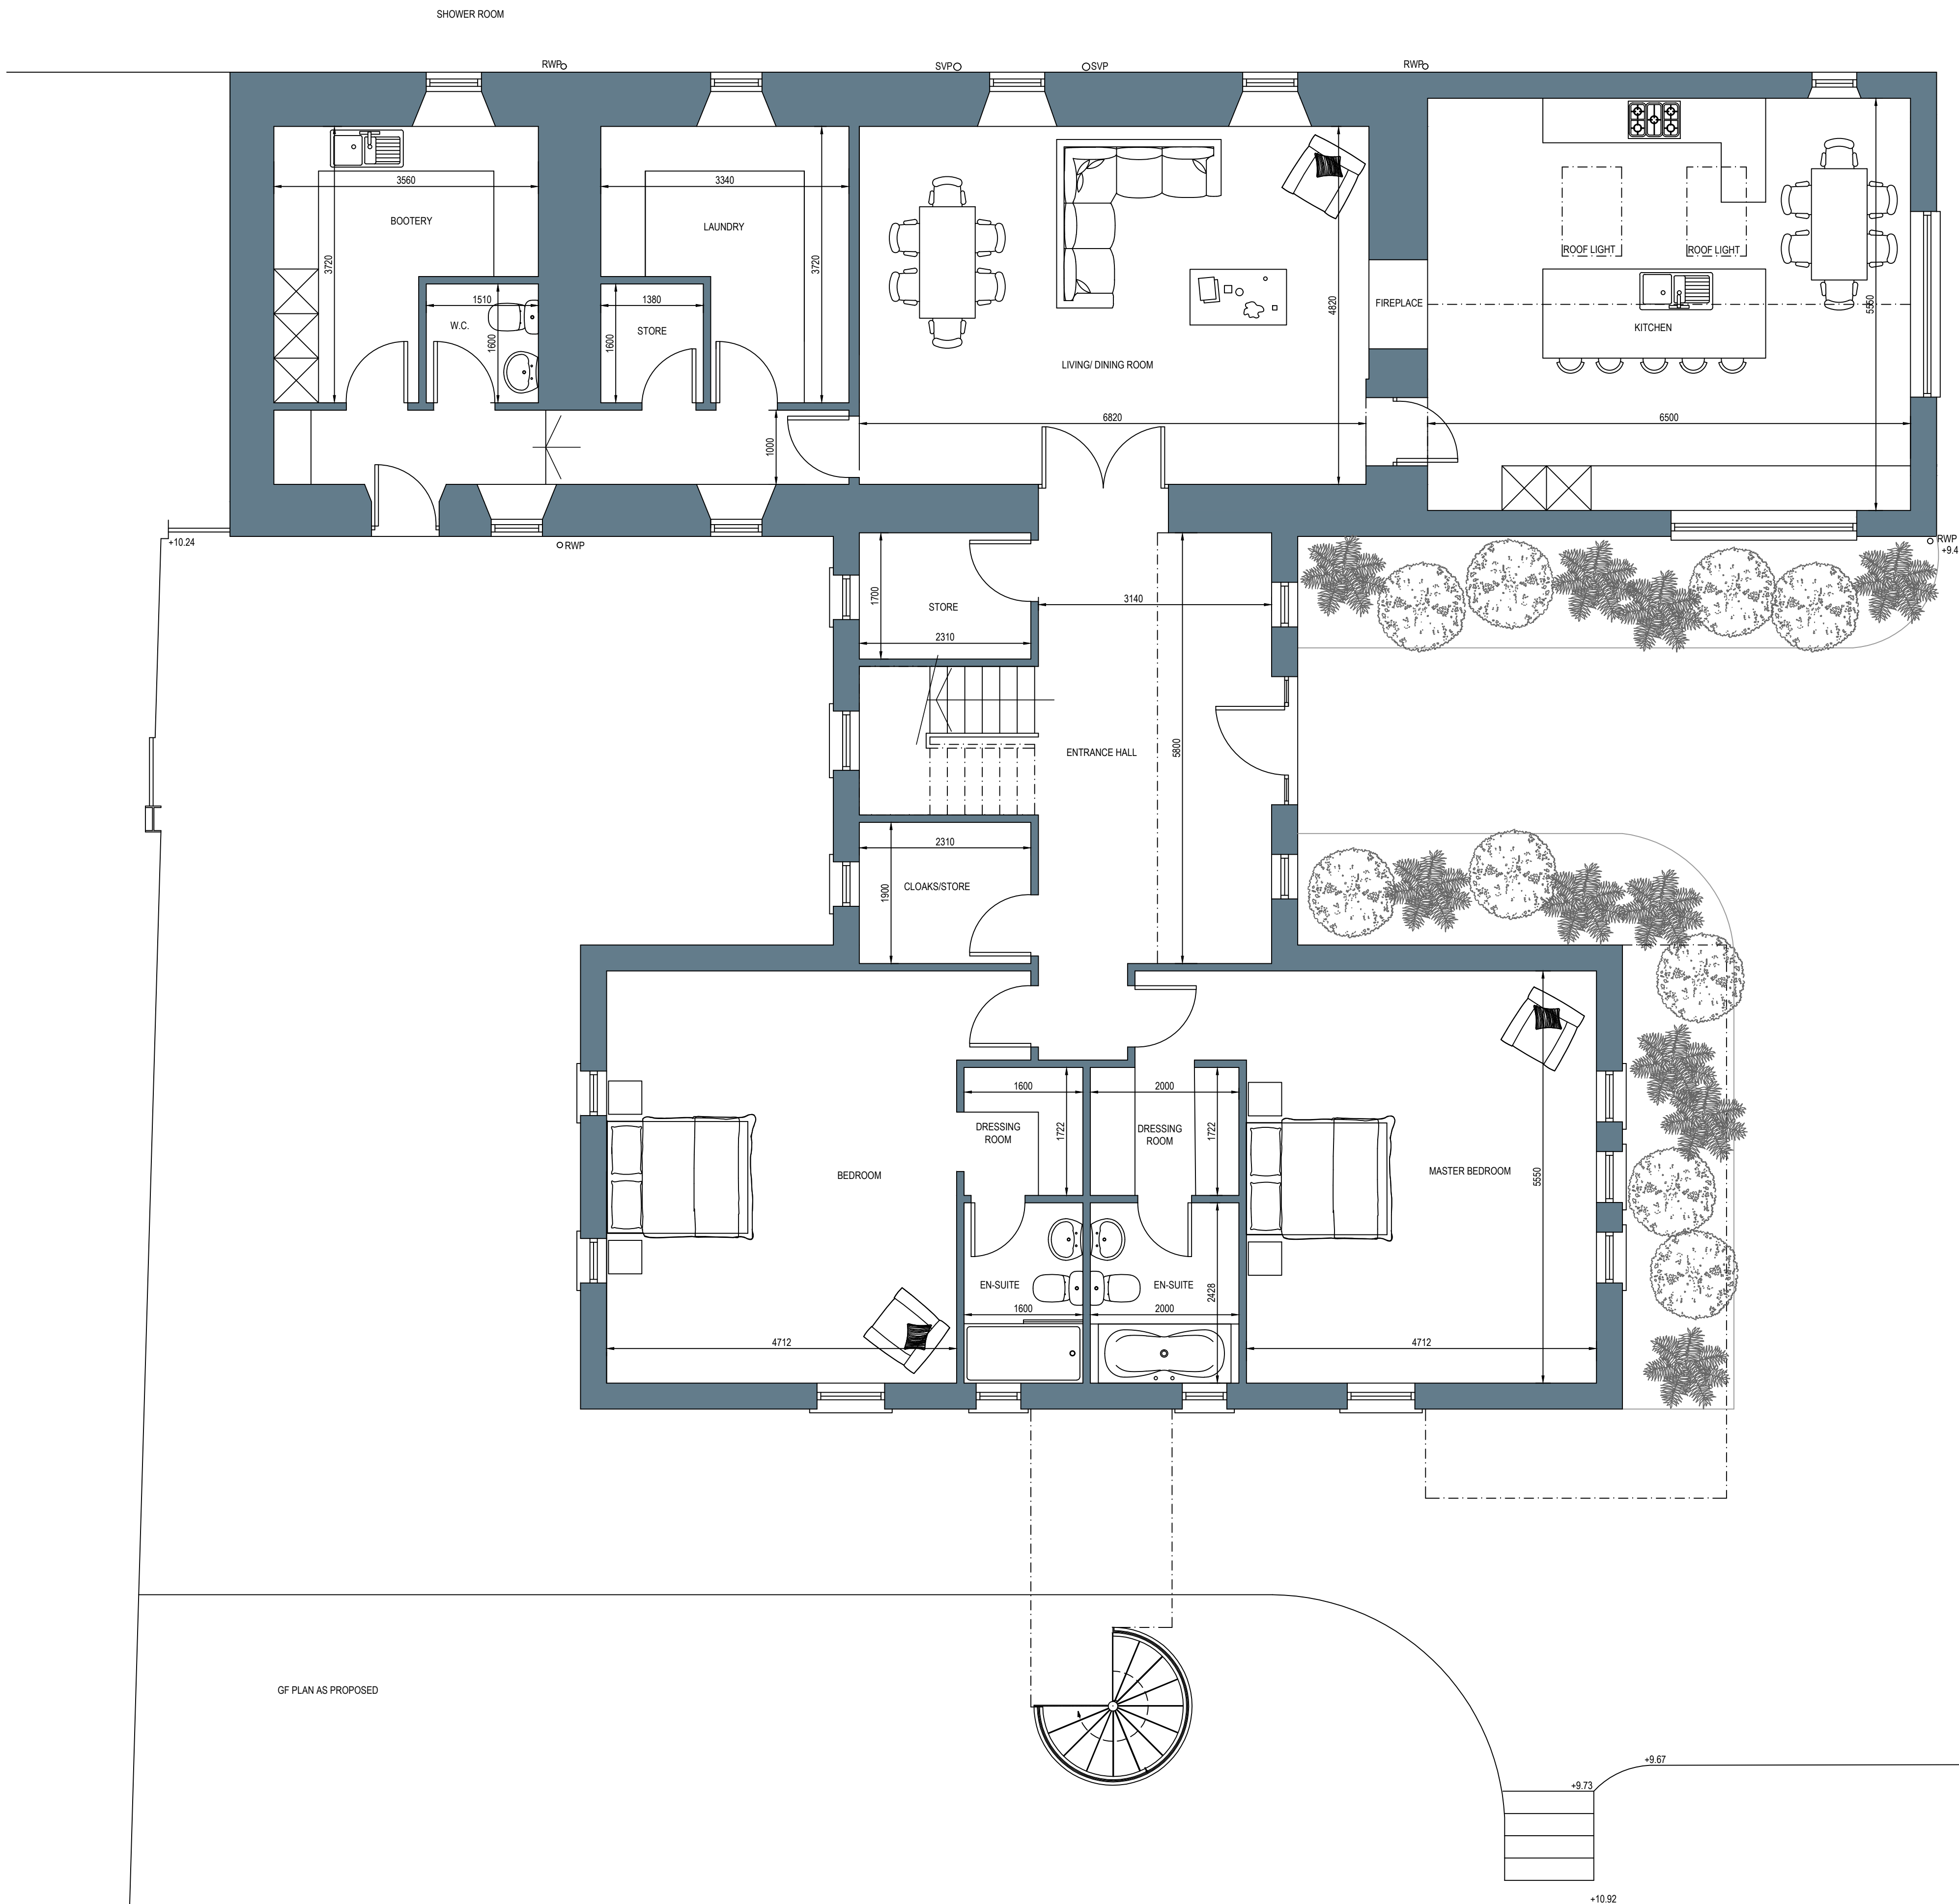 SHOWER ROOM
RWP
SVP
SVP
RWP
3560
3340
BOOTERY
LAUNDRY
3720
3720
ROOF LIGHT
ROOF LIGHT
1510
1380
W.C.
STORE
1600
1600
4820
FIREPLACE
5550
KITCHEN
LIVING/ DINING ROOM
6820
6500
1000
+10.24
RWP
RWP
+9.4
1700
STORE
3140
2310
ENTRANCE HALL
5800
2310
CLOAKS/STORE
1900
1600
2000
DRESSING
ROOM
1722
DRESSING
ROOM
1722
BEDROOM
MASTER BEDROOM
5550
EN-SUITE
EN-SUITE
2428
1600
2000
4712
4712
GF PLAN AS PROPOSED
+9.67
+9.73
+10.92